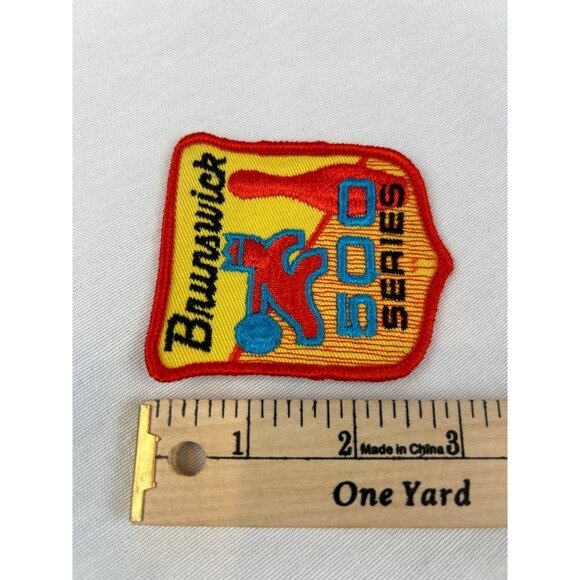 Brunswick
500
SERIES
1 2 Made in China 3
One Yard